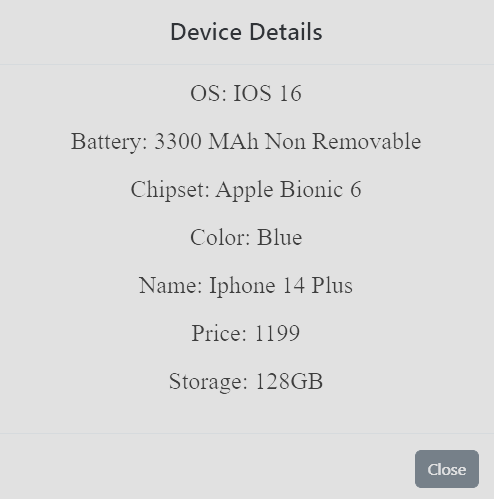 Device Details
OS: IOS 16
Battery: 3300 MAh Non Removable
Chipset: Apple Bionic 6
Color: Blue
Name: Iphone 14 Plus
Price: 1199
Storage: 128GB
Close